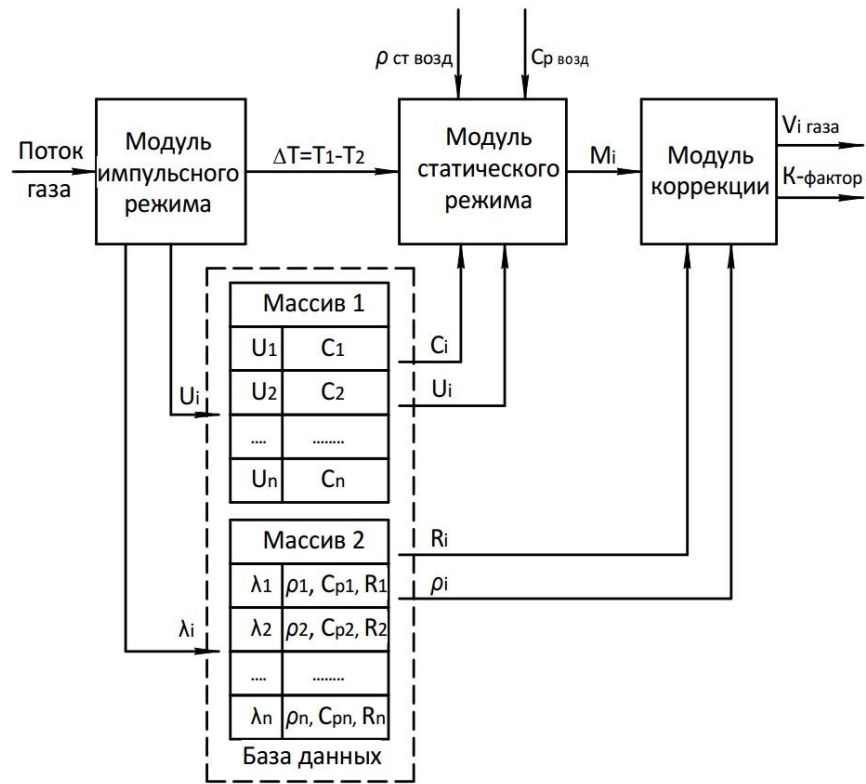 ρ ст возд
Cp возд
Поток
газа
Модуль
импульсного
режима
ΔT=T1-T2
Модуль
статического
режима
Mi
Модуль
коррекции
Vi газа
К-фактор
Массив 1
U1 C1
U2 C2
.... ........
Un Cn
Ui
Ci
Ui
Массив 2
λ1 ρ1, Cp1, R1
λ2 ρ2, Cp2, R2
.... ........
λn ρn, Cpn, Rn
λi
Ri
ρi
База данных